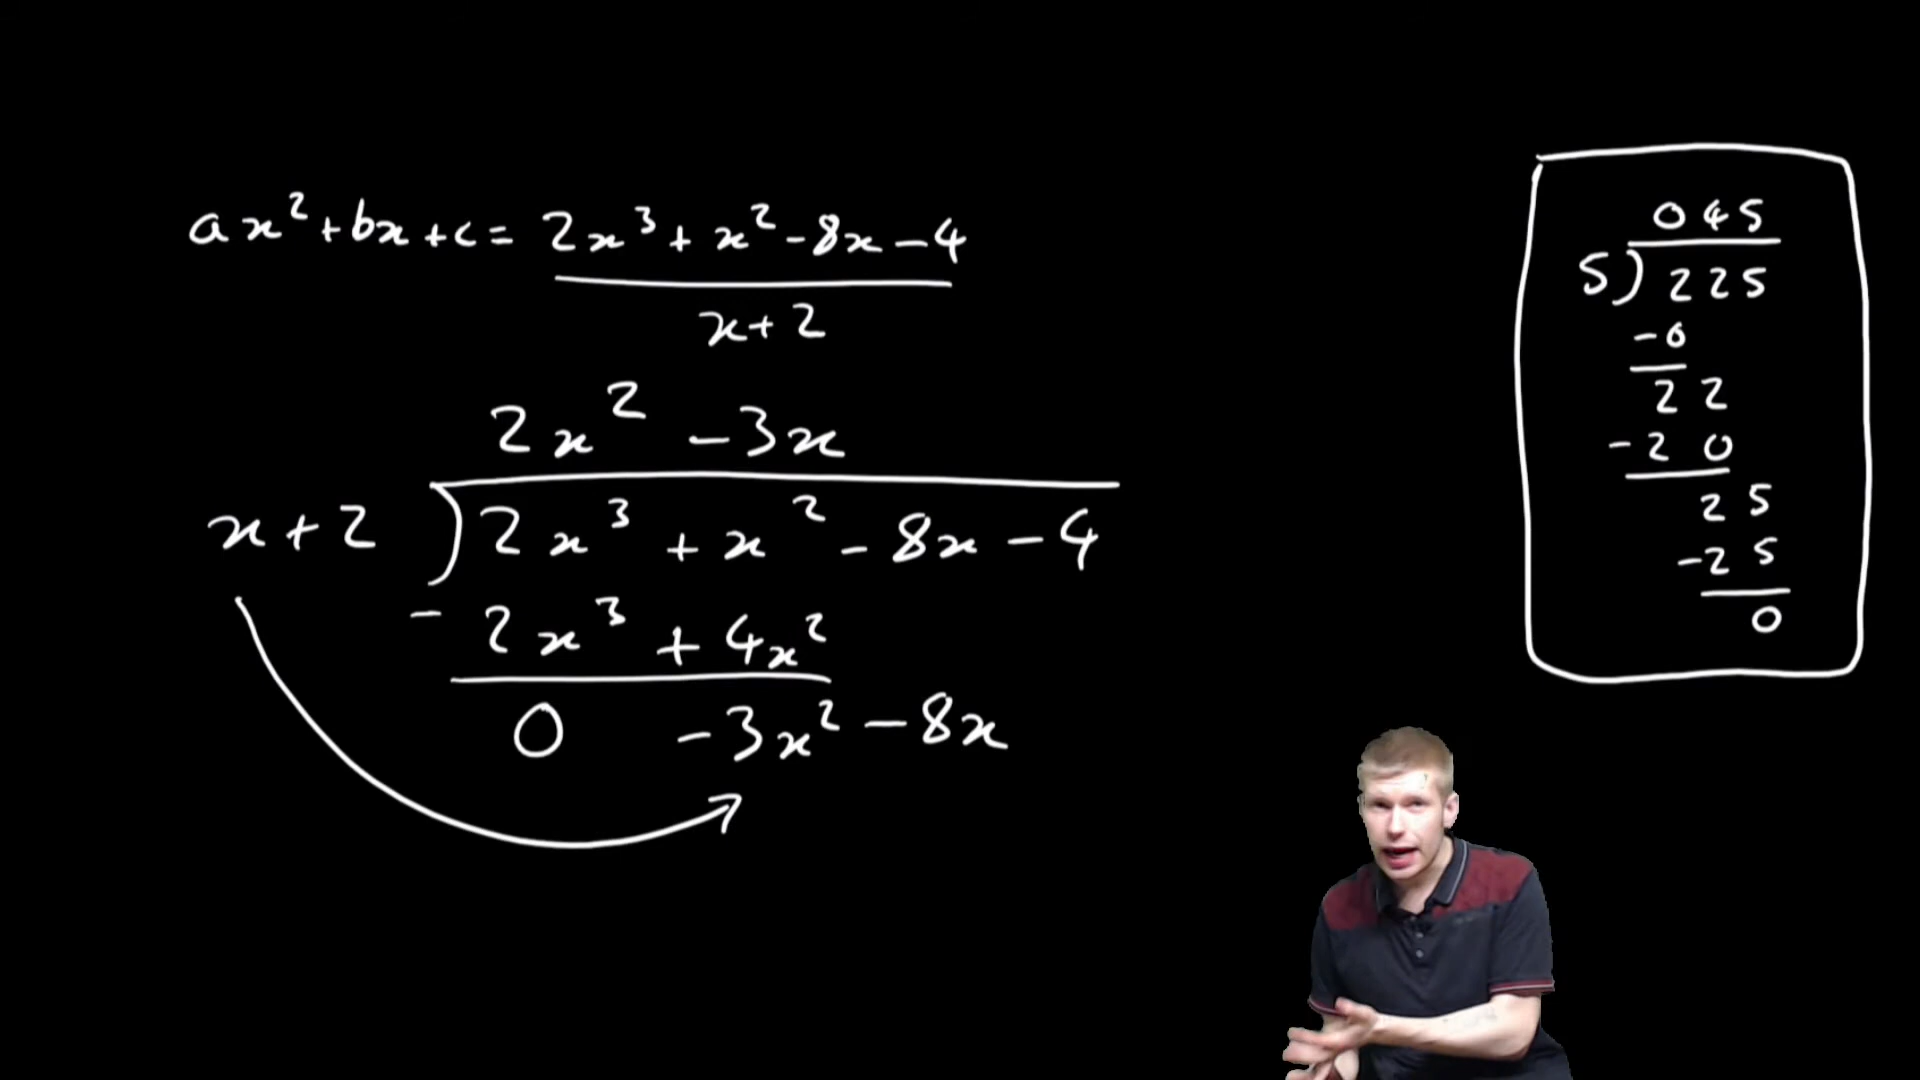 ax²+bx+c= 2x³+x²-8x-4
x+2
2x² -3x
x+2 ) 2x³ + x² - 8x - 4
- 2x³ + 4x²
0 -3x² - 8x
045
5) 225
-0
22
-20
25
-25
0